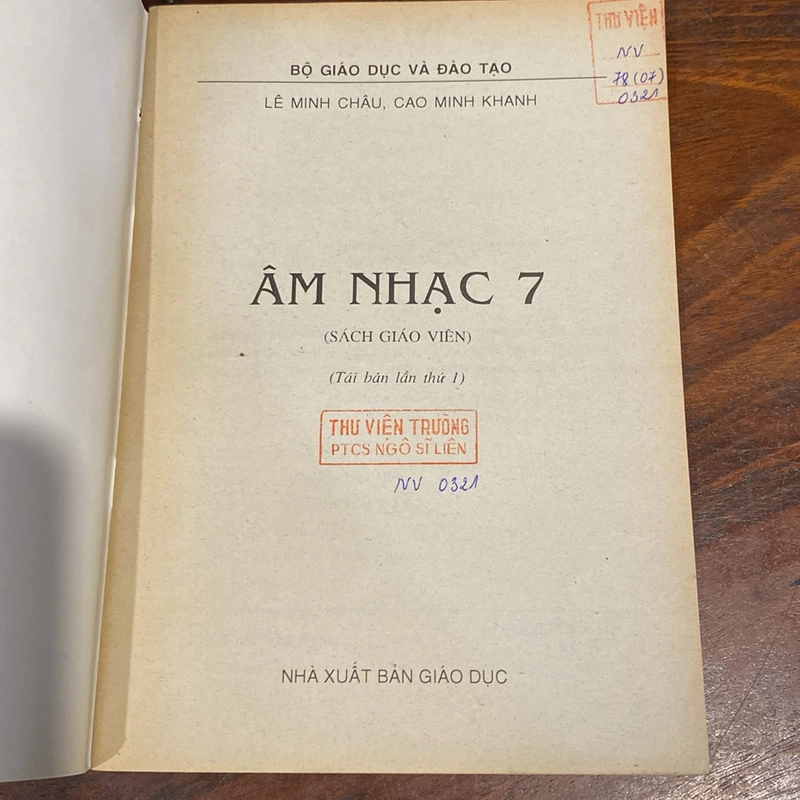 THƯ VIỆN
NV
78(07)
0321
BỘ GIÁO DỤC VÀ ĐÀO TẠO
LÊ MINH CHÂU, CAO MINH KHANH
ÂM NHẠC 7
(SÁCH GIÁO VIÊN)
(Tái bản lần thứ 1)
THƯ VIỆN TRƯỜNG
PTCS NGÔ SĨ LIÊN
NV 0321
NHÀ XUẤT BẢN GIÁO DỤC